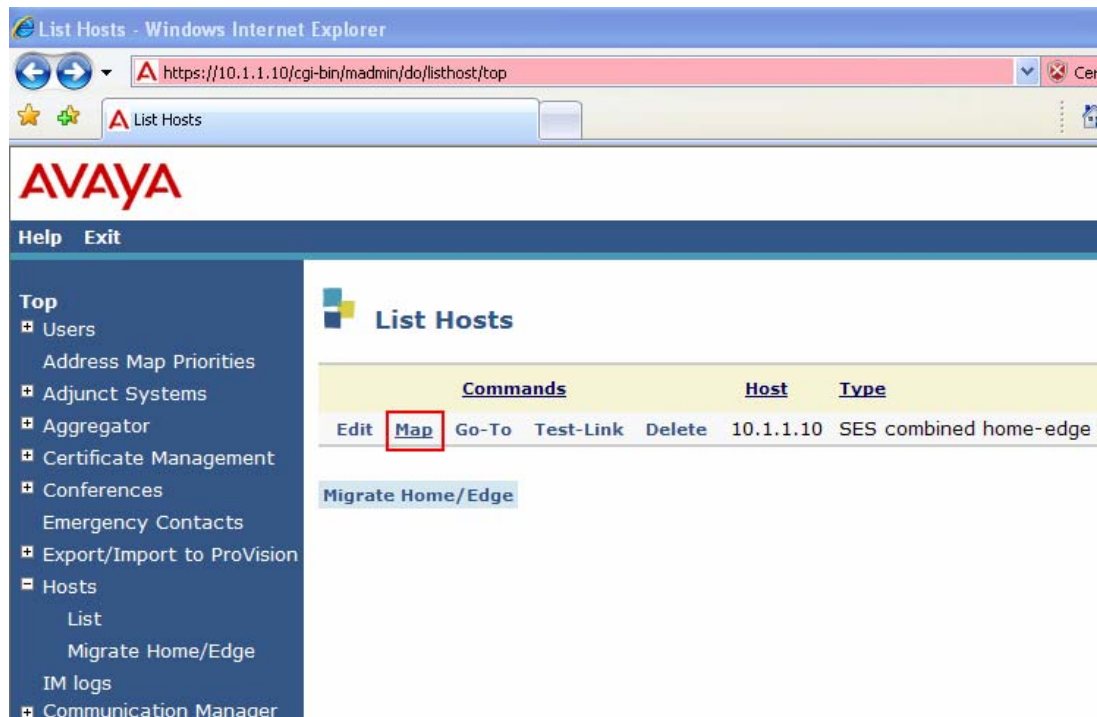 List Hosts - Windows Internet Explorer
https://10.1.1.10/cgi-bin/madmin/do/listhost/top
List Hosts
AVAYA
Help Exit
Top
Users
Address Map Priorities
Adjunct Systems
Aggregator
Certificate Management
Conferences
Emergency Contacts
Export/Import to ProVision
Hosts
List
Migrate Home/Edge
IM logs
Communication Manager
List Hosts
Commands Host Type
Edit Map Go-To Test-Link Delete 10.1.1.10 SES combined home-edge
Migrate Home/Edge